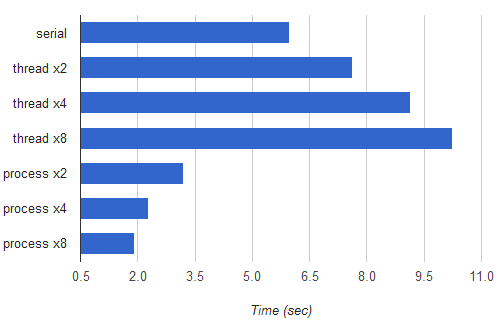 serial
thread x2
thread x4
thread x8
process x2
process x4
process x8
0.5 2.0 3.5 5.0 6.5 8.0 9.5 11.0
Time (sec)